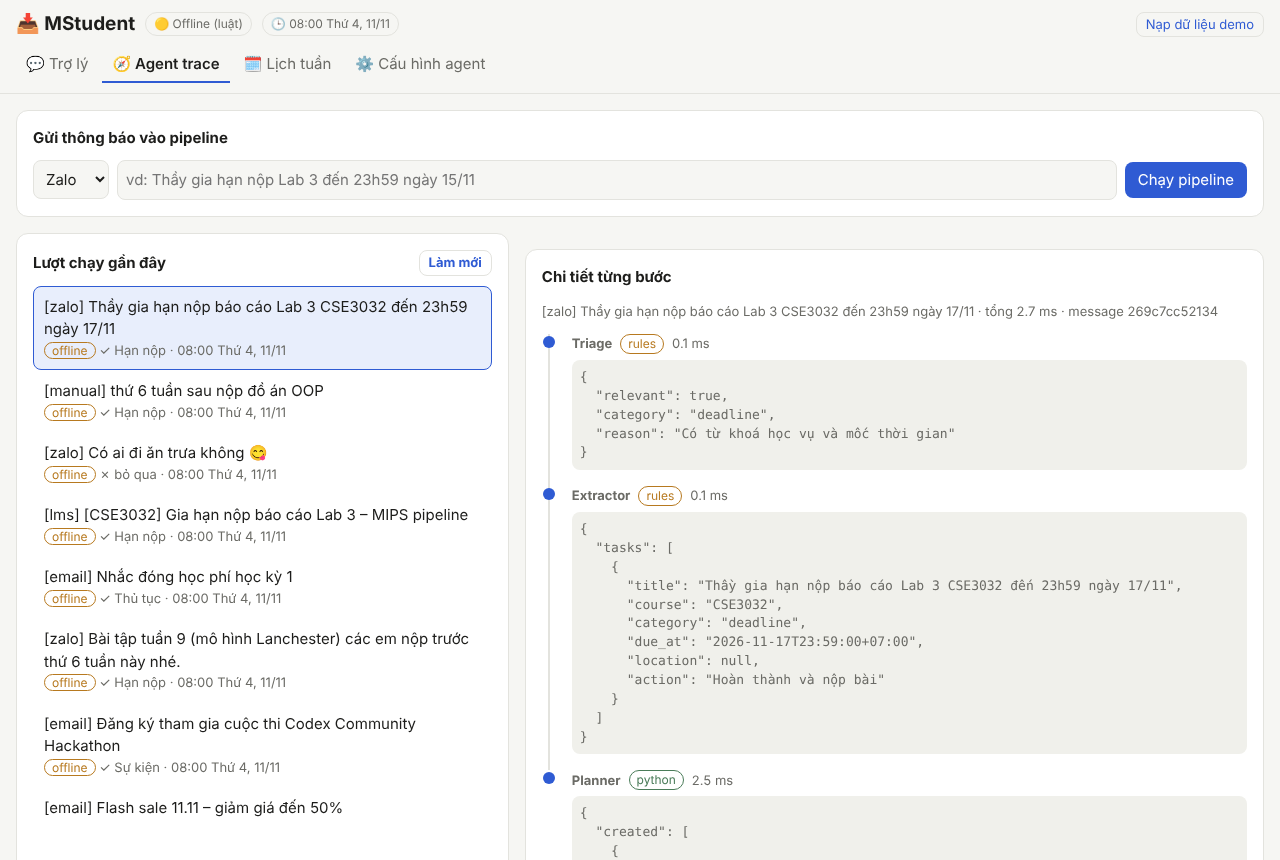 📥 MStudent
🟡 Offline (luật)
🕒 08:00 Thứ 4, 11/11
Nạp dữ liệu demo
💬 Trợ lý
🧭 Agent trace
🗓️ Lịch tuần
⚙️ Cấu hình agent
Gửi thông báo vào pipeline
Zalo
vd: Thầy gia hạn nộp Lab 3 đến 23h59 ngày 15/11
Chạy pipeline
Lượt chạy gần đây
Làm mới
[zalo] Thầy gia hạn nộp báo cáo Lab 3 CSE3032 đến 23h59
ngày 17/11
offline ✓ Hạn nộp · 08:00 Thứ 4, 11/11
[manual] thứ 6 tuần sau nộp đồ án OOP
offline ✓ Hạn nộp · 08:00 Thứ 4, 11/11
[zalo] Có ai đi ăn trưa không 😋
offline × bỏ qua · 08:00 Thứ 4, 11/11
[lms] [CSE3032] Gia hạn nộp báo cáo Lab 3 – MIPS pipeline
offline ✓ Hạn nộp · 08:00 Thứ 4, 11/11
[email] Nhắc đóng học phí học kỳ 1
offline ✓ Thủ tục · 08:00 Thứ 4, 11/11
[zalo] Bài tập tuần 9 (mô hình Lanchester) các em nộp trước
thứ 6 tuần này nhé.
offline ✓ Hạn nộp · 08:00 Thứ 4, 11/11
[email] Đăng ký tham gia cuộc thi Codex Community
Hackathon
offline ✓ Sự kiện · 08:00 Thứ 4, 11/11
[email] Flash sale 11.11 – giảm giá đến 50%
Chi tiết từng bước
[zalo] Thầy gia hạn nộp báo cáo Lab 3 CSE3032 đến 23h59 ngày 17/11 · tổng 2.7 ms · message 269c7cc52134
Triage rules 0.1 ms
{
  "relevant": true,
  "category": "deadline",
  "reason": "Có từ khoá học vụ và mốc thời gian"
}
Extractor rules 0.1 ms
{
  "tasks": [
    {
      "title": "Thầy gia hạn nộp báo cáo Lab 3 CSE3032 đến 23h59 ngày 17/11",
      "course": "CSE3032",
      "category": "deadline",
      "due_at": "2026-11-17T23:59:00+07:00",
      "location": null,
      "action": "Hoàn thành và nộp bài"
    }
  ]
}
Planner python 2.5 ms
{
  "created": [
    {